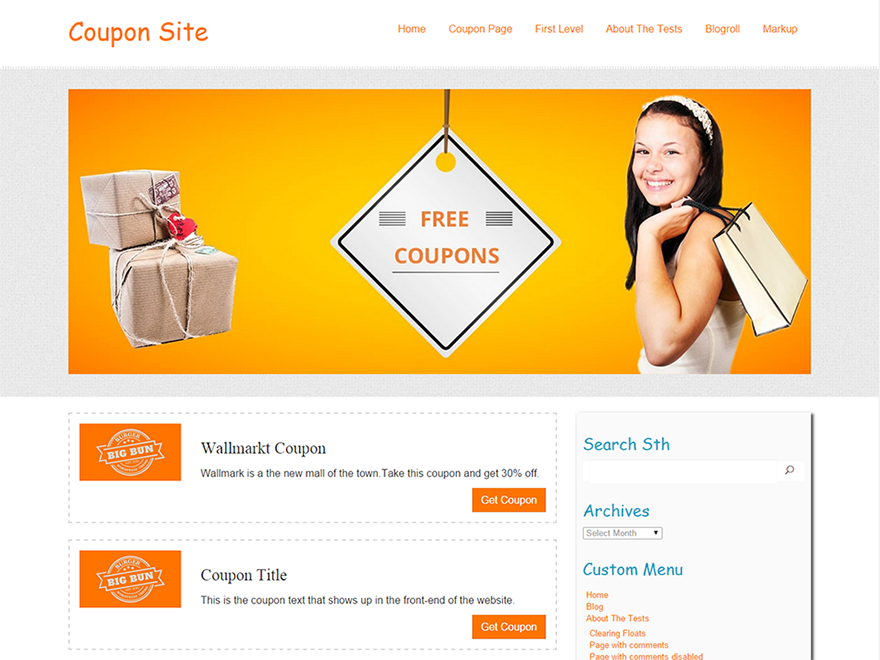 Coupon Site
Home
Coupon Page
First Level
About The Tests
Blogroll
Markup
FREE
COUPONS
BURGER
BIG BUN
Wallmarkt Coupon
Wallmark is a the new mall of the town.Take this coupon and get 30% off.
Get Coupon
BURGER
BIG BUN
Coupon Title
This is the coupon text that shows up in the front-end of the website.
Get Coupon
Search Sth
Archives
Select Month
Custom Menu
Home
Blog
About The Tests
Clearing Floats
Page with comments
Page with comments disabled